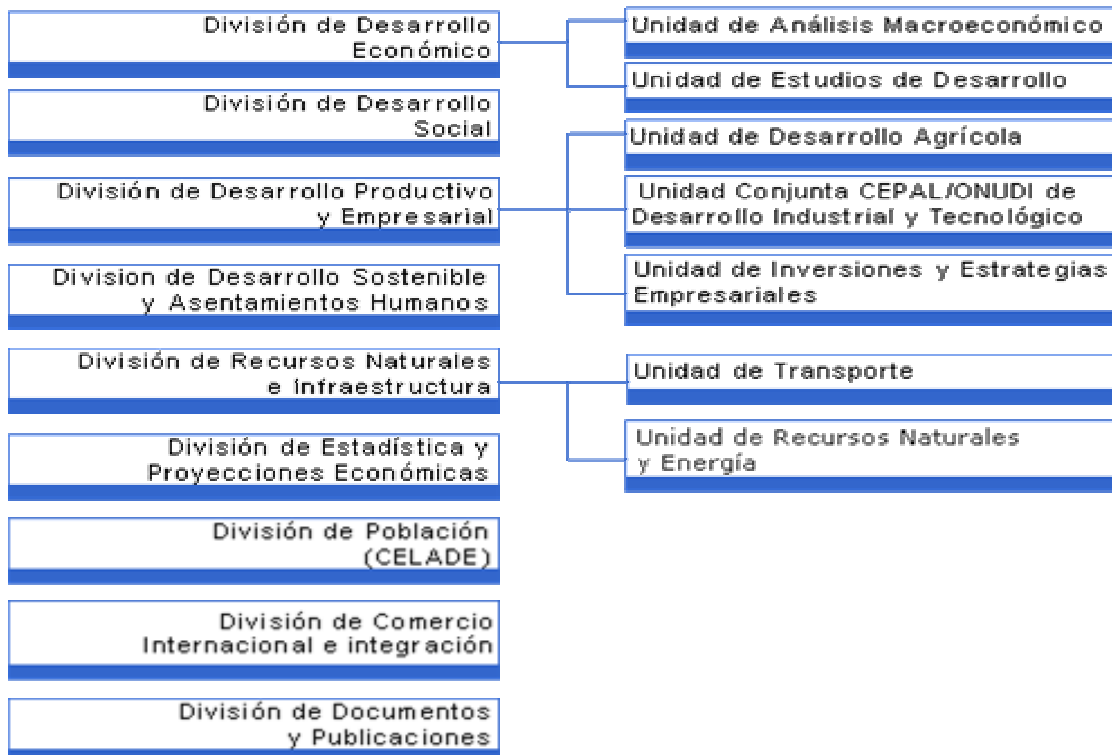 División de Desarrollo
Económico
Unidad de Análisis Macroeconómico
Unidad de Estudios de Desarrollo
División de Desarrollo
Social
División de Desarrollo Productivo
y Empresarial
Unidad de Desarrollo Agrícola
Unidad Conjunta CEPAL/ONUDI de
Desarrollo Industrial y Tecnológico
Unidad de Inversiones y Estrategias
Empresariales
Division de Desarrollo Sostenible
y Asentamientos Humanos
División de Recursos Naturales
e Infraestructura
Unidad de Transporte
Unidad de Recursos Naturales
y Energía
División de Estadística y
Proyecciones Económicas
División de Población
(CELADE)
División de Comercio
Internacional e integración
División de Documentos
y Publicaciones